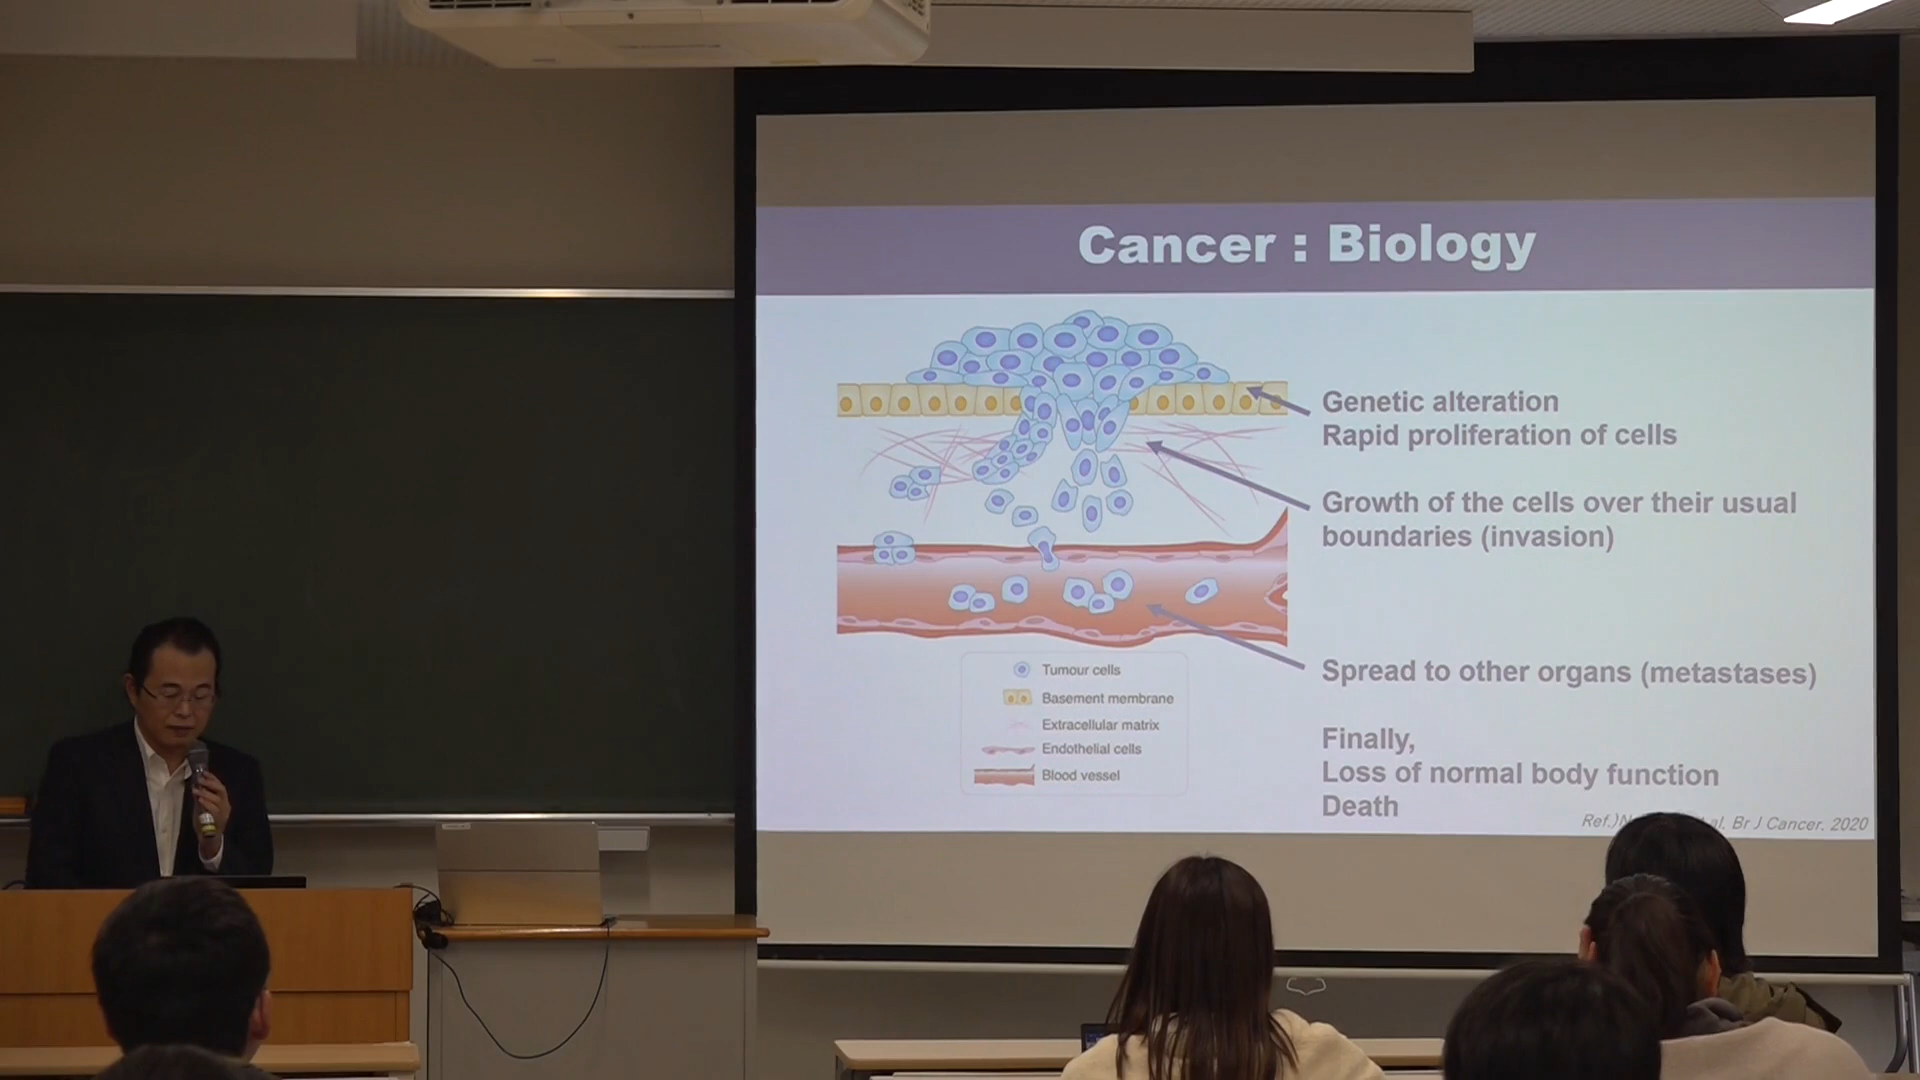 Cancer : Biology
Genetic alteration
Rapid proliferation of cells
Growth of the cells over their usual
boundaries (invasion)
Spread to other organs (metastases)
Tumour cells
Basement membrane
Extracellular matrix
Endothelial cells
Blood vessel
Finally,
Loss of normal body function
Death
Ref.) al, Br J Cancer. 2020